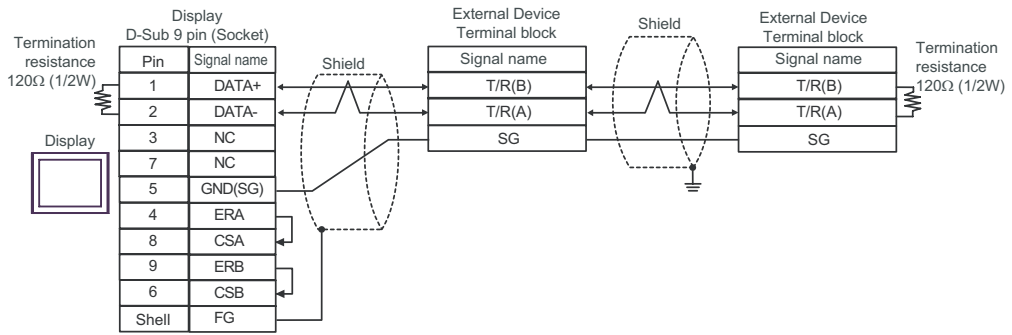 Display
D-Sub 9 pin (Socket)
External Device
Terminal block
External Device
Terminal block
Termination
resistance
120Ω (1/2W)
Pin Signal name
Shield
Signal name
Shield
Signal name
Termination
resistance
120Ω (1/2W)
1 DATA+
T/R(B)
T/R(B)
2 DATA-
T/R(A)
T/R(A)
Display
3 NC
SG
SG
7 NC
5 GND(SG)
4 ERA
8 CSA
9 ERB
6 CSB
Shell FG